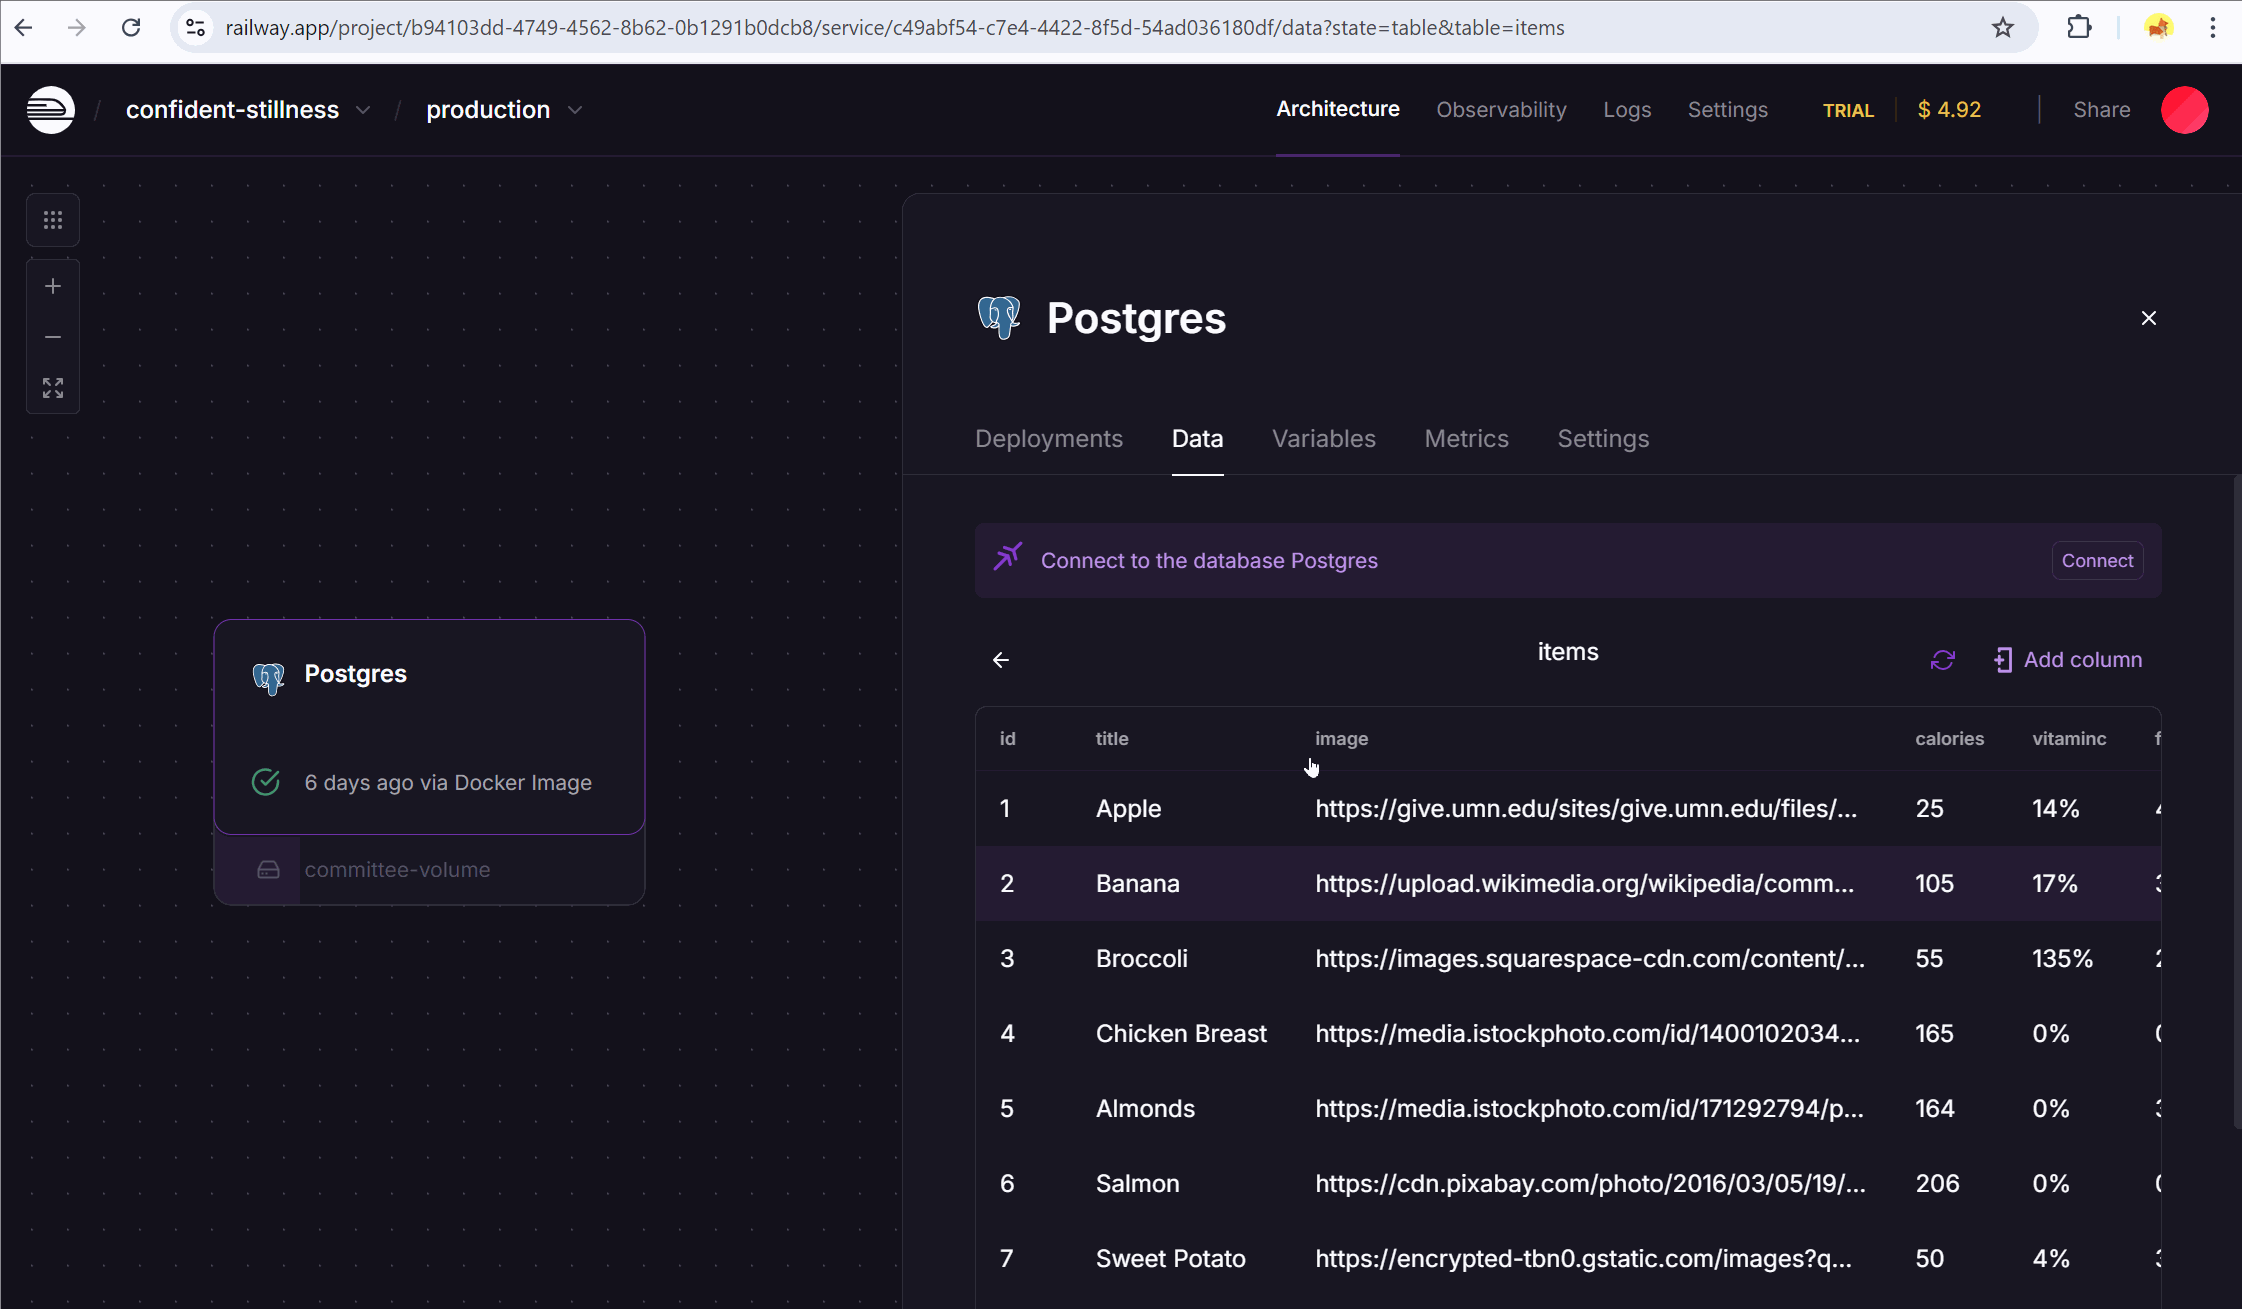 railway.app/project/b94103dd-4749-4562-8b62-0b1291b0dcb8/service/c49abf54-c7e4-4422-8f5d-54ad036180df/data?state=table&table=items
/ confident-stillness / production Architecture Observability Logs Settings TRIAL $ 4.92 Share
Postgres
Deployments Data Variables Metrics Settings
Connect to the database Postgres Connect
Postgres
6 days ago via Docker Image
committee-volume
items Add column
id title image calories vitaminc
1 Apple https://give.umn.edu/sites/give.umn.edu/files/... 25 14%
2 Banana https://upload.wikimedia.org/wikipedia/comm... 105 17%
3 Broccoli https://images.squarespace-cdn.com/content/... 55 135%
4 Chicken Breast https://media.istockphoto.com/id/1400102034... 165 0%
5 Almonds https://media.istockphoto.com/id/171292794/p... 164 0%
6 Salmon https://cdn.pixabay.com/photo/2016/03/05/19/... 206 0%
7 Sweet Potato https://encrypted-tbn0.gstatic.com/images?q... 50 4%